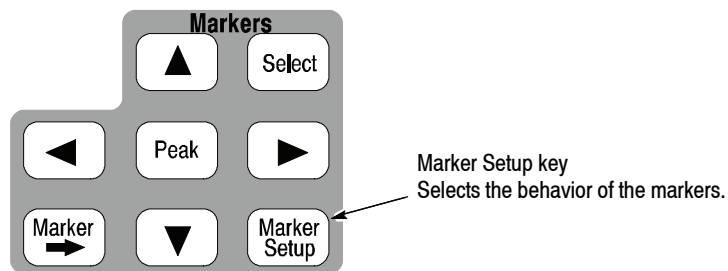 Markers
Select
Peak
Marker Setup key
Selects the behavior of the markers.
Marker
Marker
Setup